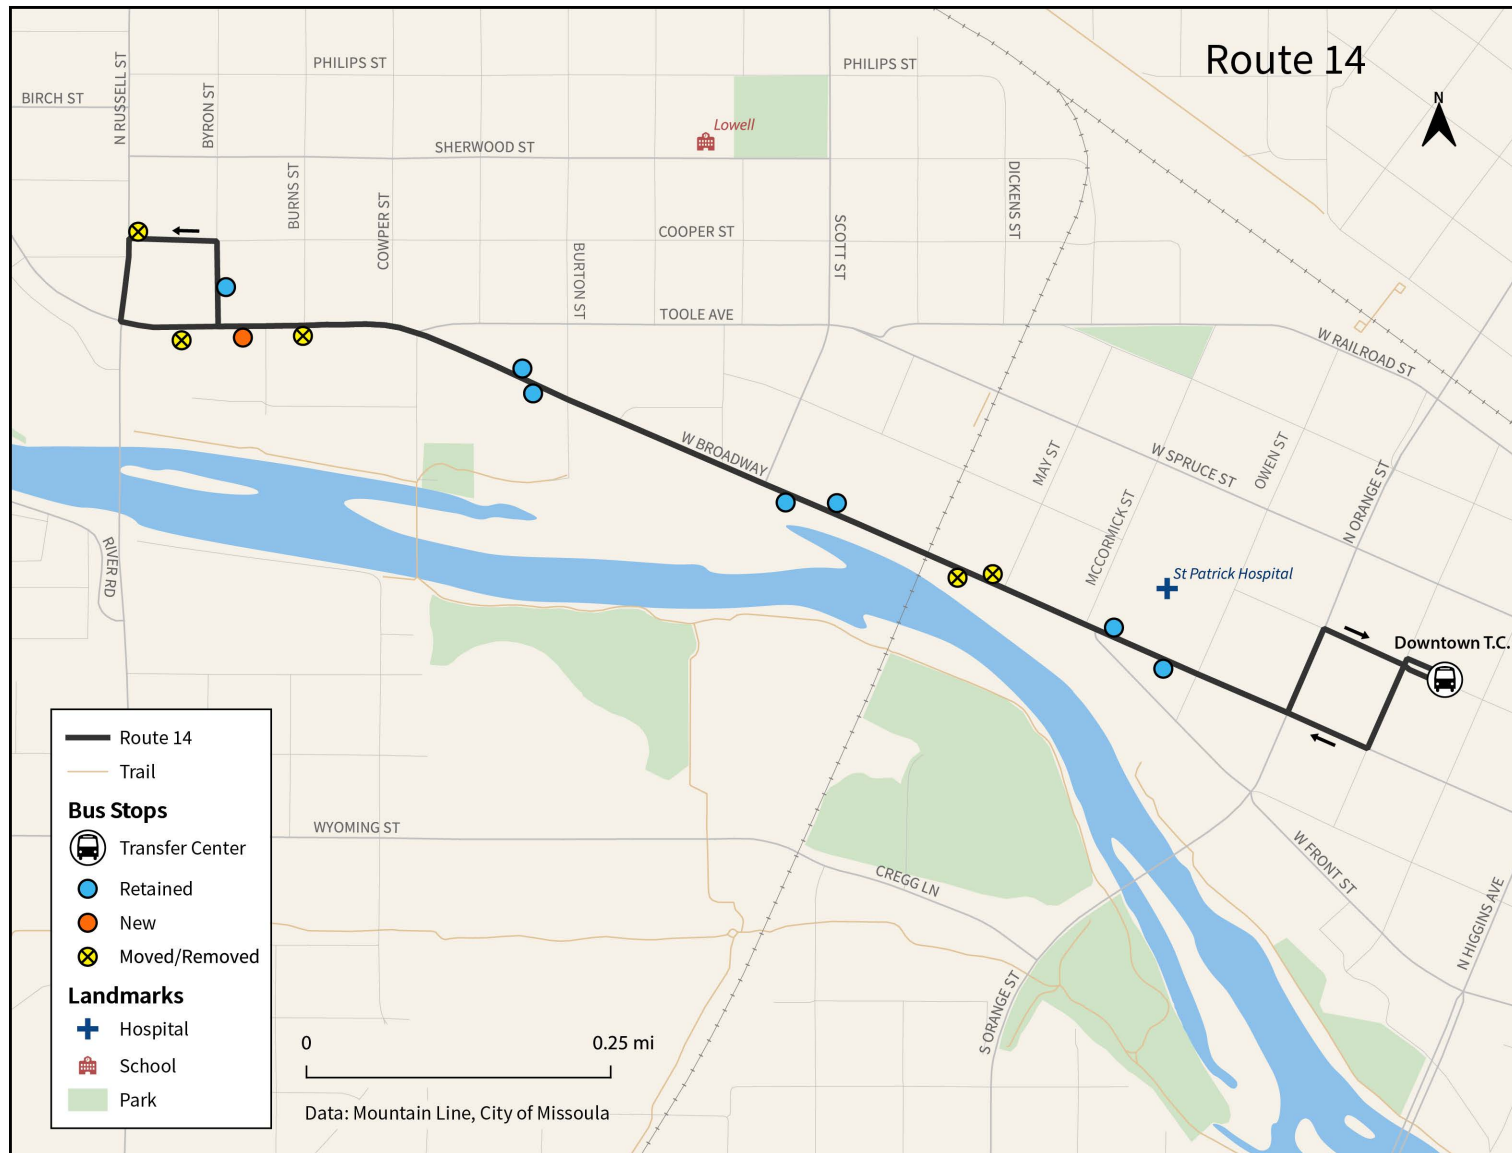 Route 14
N
PHILIPS ST
PHILIPS ST
BIRCH ST
N RUSSELL ST
BYRON ST
Lowell
SHERWOOD ST
BURNS ST
COWPER ST
DICKENS ST
COOPER ST
SCOTT ST
BURTON ST
TOOLE AVE
W RAILROAD ST
W BROADWAY
MAY ST
W SPRUCE ST
OWEN ST
N ORANGE ST
MCCORMICK ST
RIVER RD
St Patrick Hospital
Downtown T.C.
WYOMING ST
CREGG LN
W FRONT ST
N HIGGINS AVE
S ORANGE ST
Route 14
Trail
Bus Stops
Transfer Center
Retained
New
Moved/Removed
Landmarks
Hospital
School
Park
0 0.25 mi
Data: Mountain Line, City of Missoula